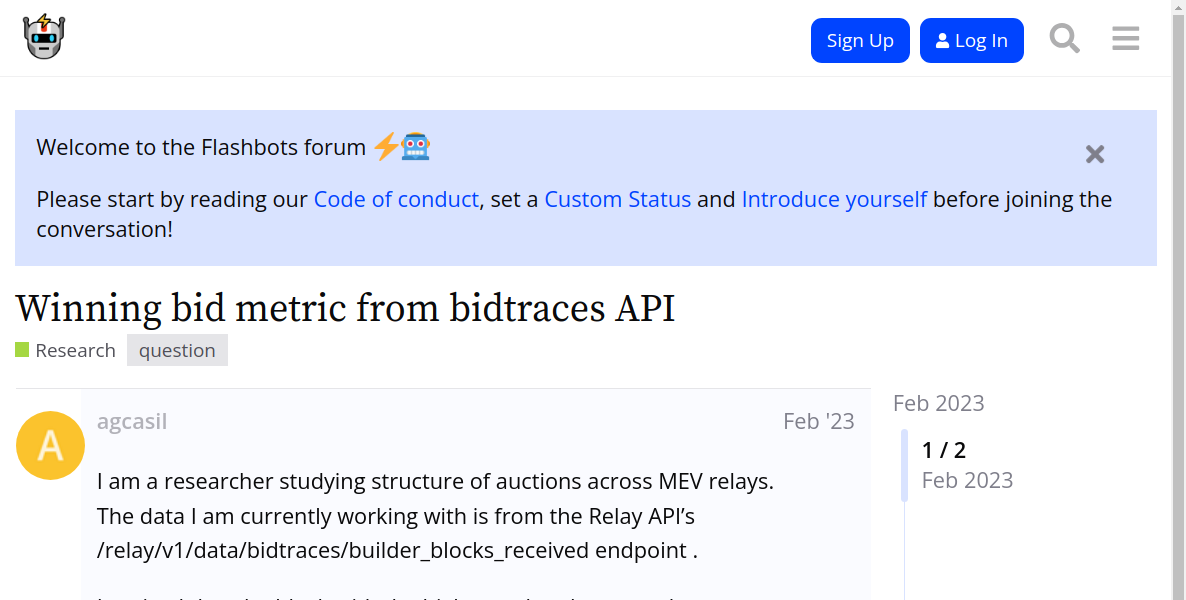 Sign Up
Log In
Welcome to the Flashbots forum
Please start by reading our Code of conduct, set a Custom Status and Introduce yourself before joining the
conversation!
Winning bid metric from bidtraces API
Research question
agcasil
Feb '23
A
I am a researcher studying structure of auctions across MEV relays.
The data I am currently working with is from the Relay API’s
/relay/v1/data/bidtraces/builder_blocks_received endpoint .
Feb 2023
1 / 2
Feb 2023